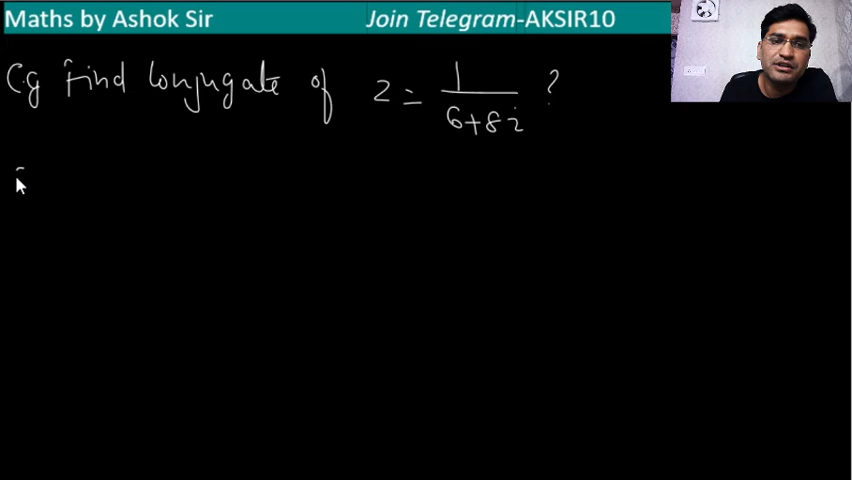 Maths by Ashok Sir Join Telegram-AKSIR10
Eg Find Conjugate of z = 1/(6+8i) ?